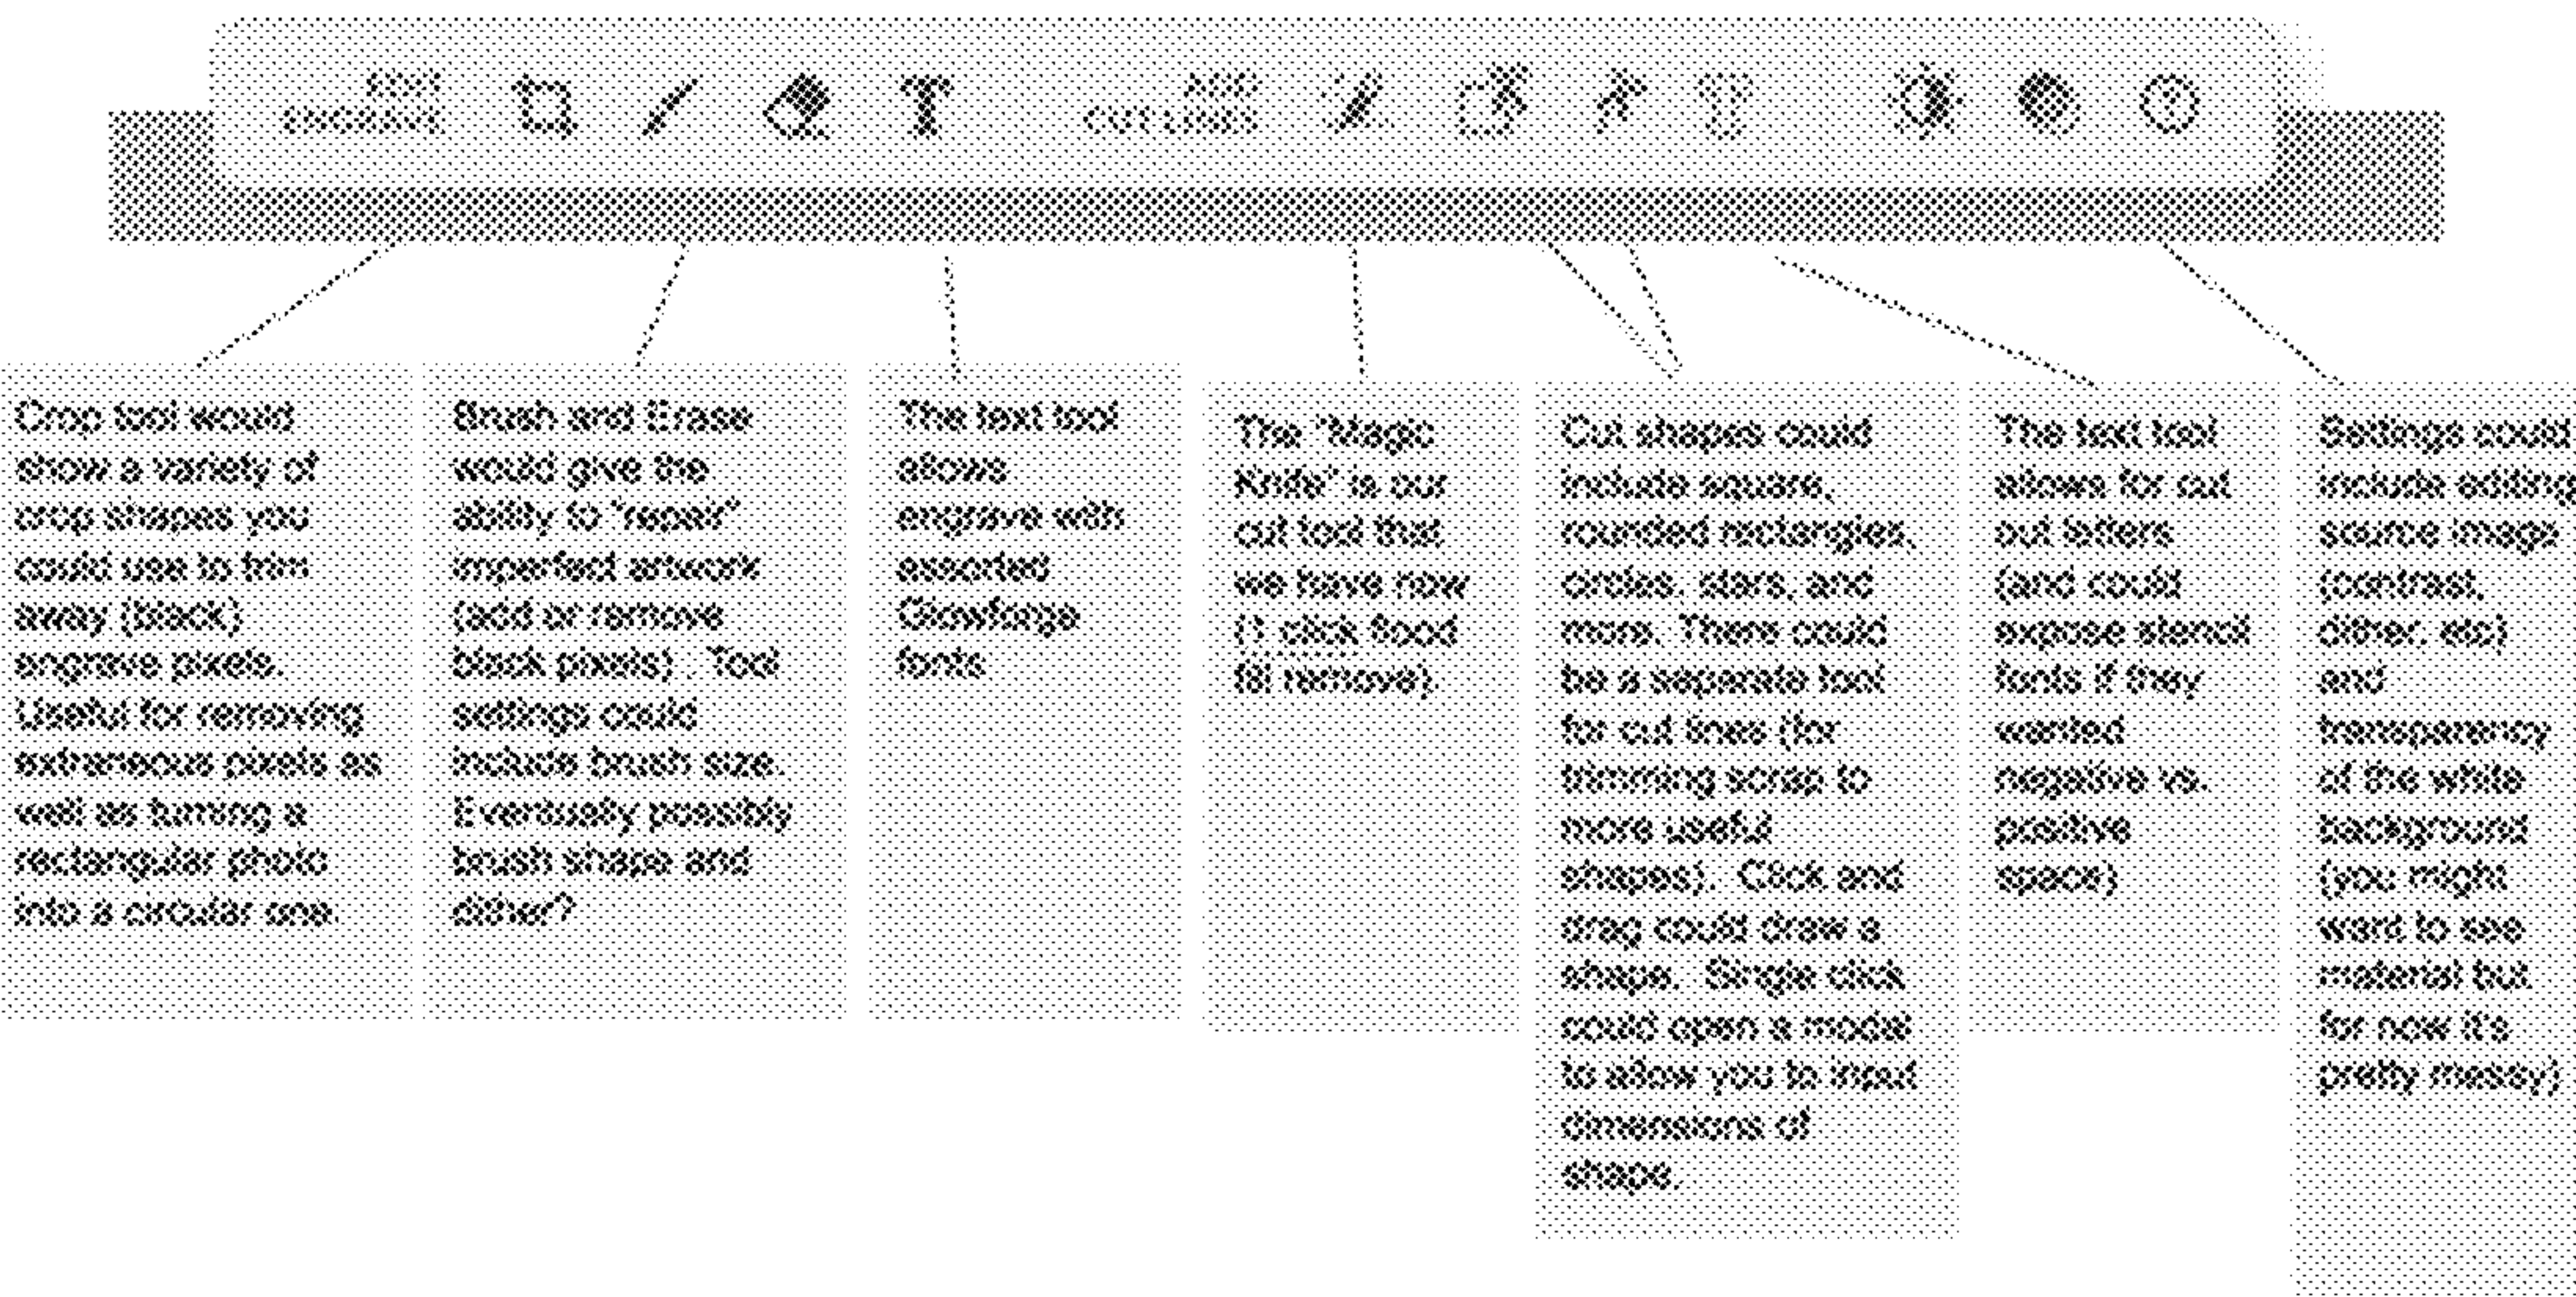 EDIT
ENGRAVE
ADD
CUT LINES
Crop tool would
show a variety of
crop shapes you
could use to trim
away (black)
engrave pixels.
Useful for removing
extraneous pixels as
well as turning a
rectangular photo
into a circular one.
Brush and Erase
would give the
ability to "repair"
imperfect artwork
(add or remove
black pixels). Tool
settings could
include brush size.
Eventually possibly
brush shape and
dither?
The text tool
allows
engrave with
assorted
Glowforge
fonts
The "Magic
Knife" is our
cut tool that
we have now
(1 click flood
fill remove)
Cut shapes could
include square,
rounded rectangles,
circles, stars, and
more. There could
be a separate tool
for cut lines (for
trimming scrap to
more useful
shapes). Click and
drag could draw a
shape. Single click
could open a modal
to allow you to input
dimensions of
shape.
The text tool
allows for cut
out letters
(and could
expose stencil
fonts if they
wanted
negative vs.
positive
space)
Settings could
include editing
source image
(contrast,
dither, etc)
and
transparency
of the white
background
(you might
want to see
material but
for now it's
pretty messy)